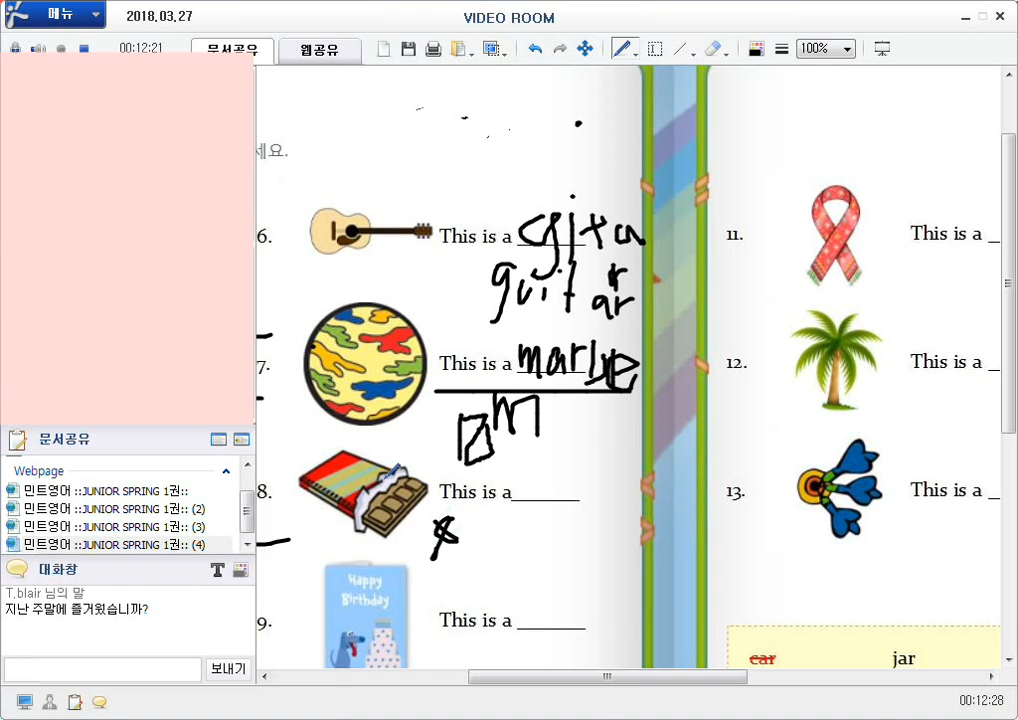 메뉴
2018.03.27
VIDEO ROOM
00:12:21
문서공유
웹공유
100%
세요.
6.
This is a
guitar
ar
7.
This is a marble
8.
This is a
Happy
Birthday
9.
This is a
11.
This is a
12.
This is a
13.
This is a
car
jar
문서공유
Webpage
민트영어 ::JUNIOR SPRING 1권::
민트영어 ::JUNIOR SPRING 1권:: (2)
민트영어 ::JUNIOR SPRING 1권:: (3)
민트영어 ::JUNIOR SPRING 1권:: (4)
대화창
T,blair 님의 말
지난 주말에 즐거웠습니까?
보내기
00:12:28